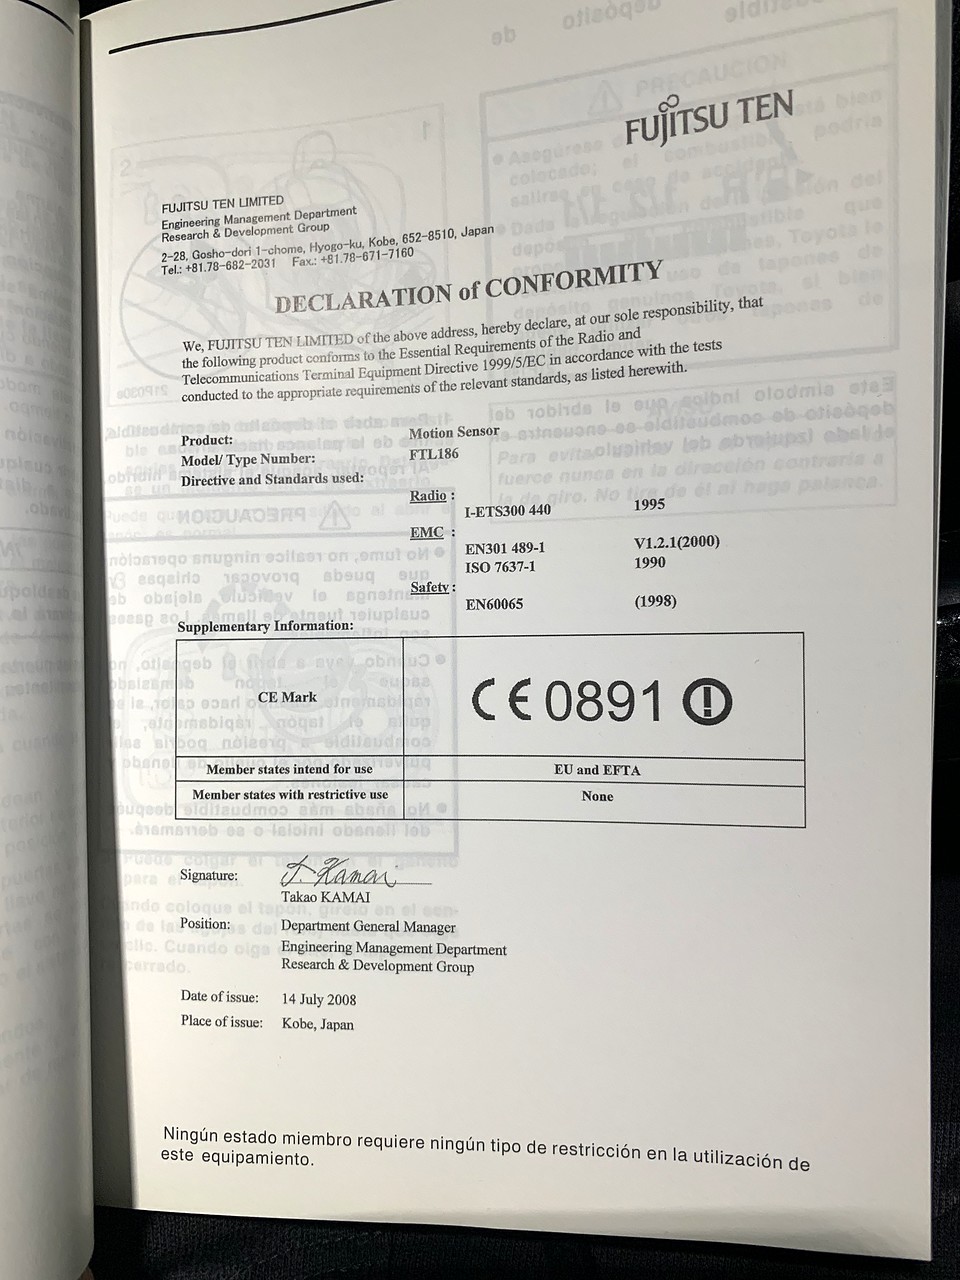 FUJITSU TEN
FUJITSU TEN LIMITED
Engineering Management Department
Research & Development Group
2-28, Gosho-dori 1-chome, Hyogo-ku, Kobe, 652-8510, Japan
Tel.: +81.78-682-2031 Fax.: +81.78-671-7160
DECLARATION of CONFORMITY
We, FUJITSU TEN LIMITED of the above address, hereby declare, at our sole responsibility, that
the following product conforms to the Essential Requirements of the Radio and
Telecommunications Terminal Equipment Directive 1999/5/EC in accordance with the tests
conducted to the appropriate requirements of the relevant standards, as listed herewith.
Product: Motion Sensor
Model/ Type Number: FTL186
Directive and Standards used:
Radio :
I-ETS300 440 1995
EMC :
EN301 489-1 V1.2.1(2000)
ISO 7637-1 1990
Safety :
EN60065 (1998)
Supplementary Information:
CE Mark CE 0891
Member states intend for use EU and EFTA
Member states with restrictive use None
Signature: T. Kamai
Takao KAMAI
Position: Department General Manager
Engineering Management Department
Research & Development Group
Date of issue: 14 July 2008
Place of issue: Kobe, Japan
Ningún estado miembro requiere ningún tipo de restricción en la utilización de
este equipamiento.